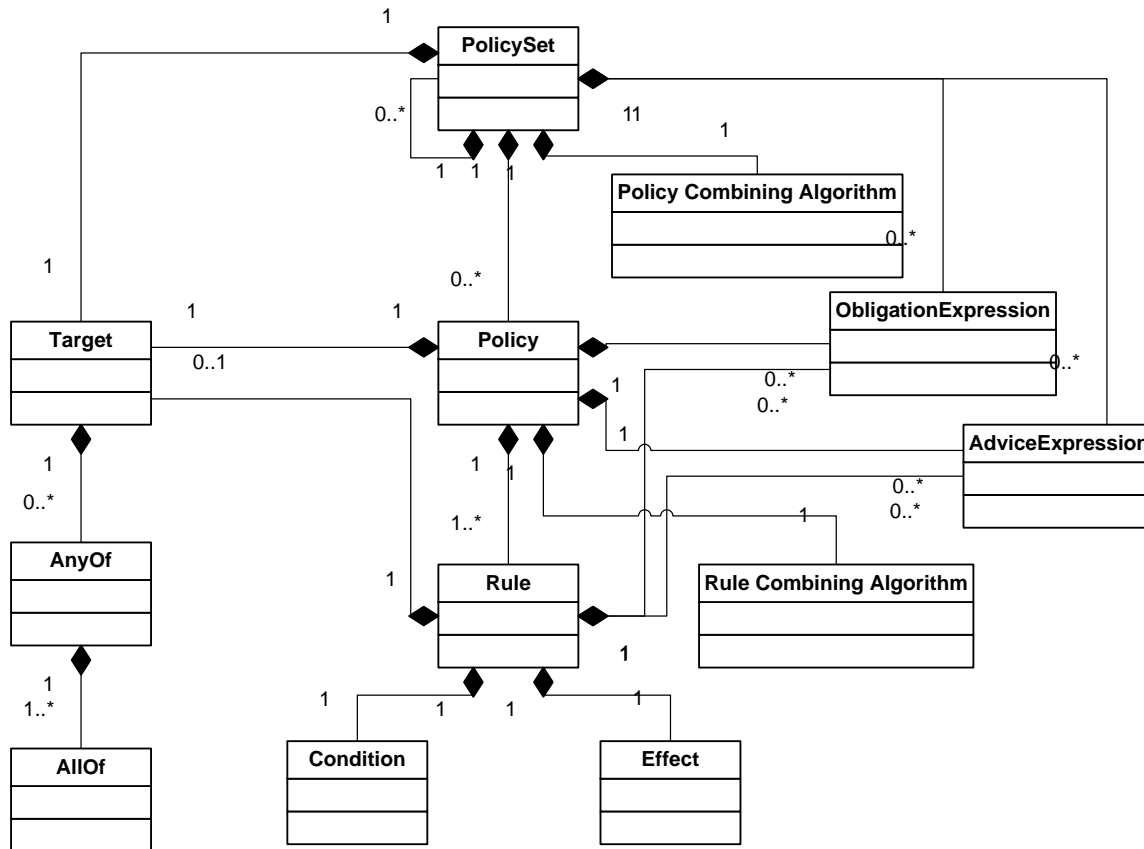 1
PolicySet
0..*
11
1
1
1
1
Policy Combining Algorithm
0..*
1
0..*
1
1
ObligationExpression
Target
Policy
0..1
0..*
0..*
1
0..*
1
AdviceExpression
1
1
1
0..*
0..*
0..*
1..*
1
AnyOf
Rule
Rule Combining Algorithm
1
1
1
1
1
1
1
1
1..*
AllOf
Condition
Effect